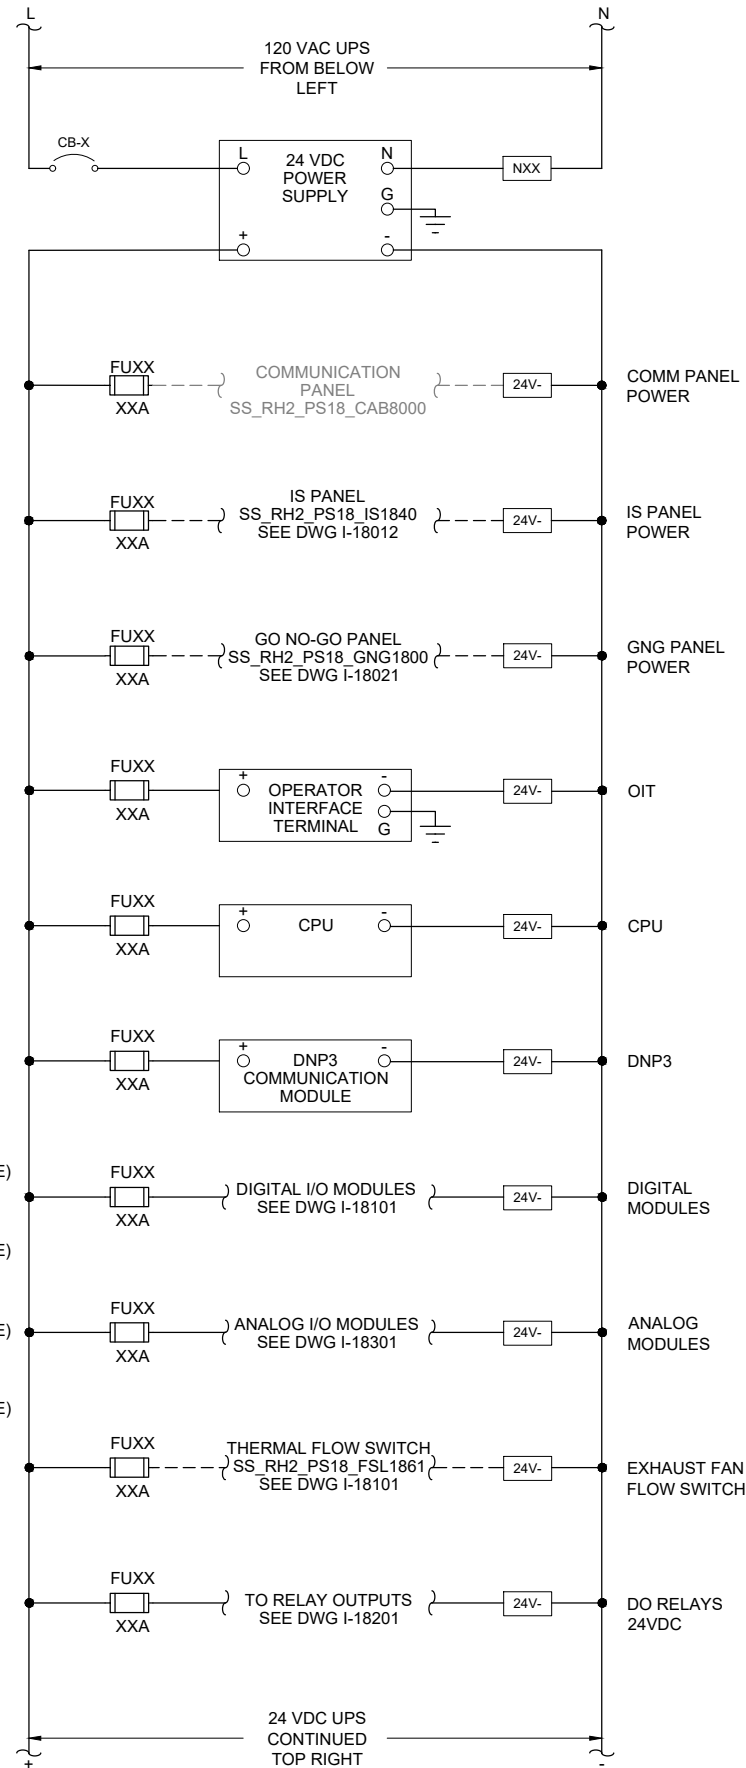 L
N
120 VAC UPS
FROM BELOW
LEFT
CB-X
L
24 VDC
POWER
SUPPLY
N
G
NXX
+
-
FUXX
XXA
COMMUNICATION
PANEL
SS_RH2_PS18_CAB8000
24V-
COMM PANEL
POWER
FUXX
XXA
IS PANEL
SS_RH2_PS18_IS1840
SEE DWG I-18012
24V-
IS PANEL
POWER
FUXX
XXA
GO NO-GO PANEL
SS_RH2_PS18_GNG1800
SEE DWG I-18021
24V-
GNG PANEL
POWER
FUXX
XXA
+
OPERATOR
INTERFACE
TERMINAL
-
G
24V-
OIT
FUXX
XXA
+
CPU
-
24V-
CPU
FUXX
XXA
+
DNP3
COMMUNICATION
MODULE
-
24V-
DNP3
E)
FUXX
XXA
DIGITAL I/O MODULES
SEE DWG I-18101
24V-
DIGITAL
MODULES
E)
FUXX
XXA
ANALOG I/O MODULES
SEE DWG I-18301
24V-
ANALOG
MODULES
E)
E)
FUXX
XXA
THERMAL FLOW SWITCH
SS_RH2_PS18_FSL1861
SEE DWG I-18101
24V-
EXHAUST FAN
FLOW SWITCH
FUXX
XXA
TO RELAY OUTPUTS
SEE DWG I-18201
24V-
DO RELAYS
24VDC
24 VDC UPS
CONTINUED
TOP RIGHT
+
-